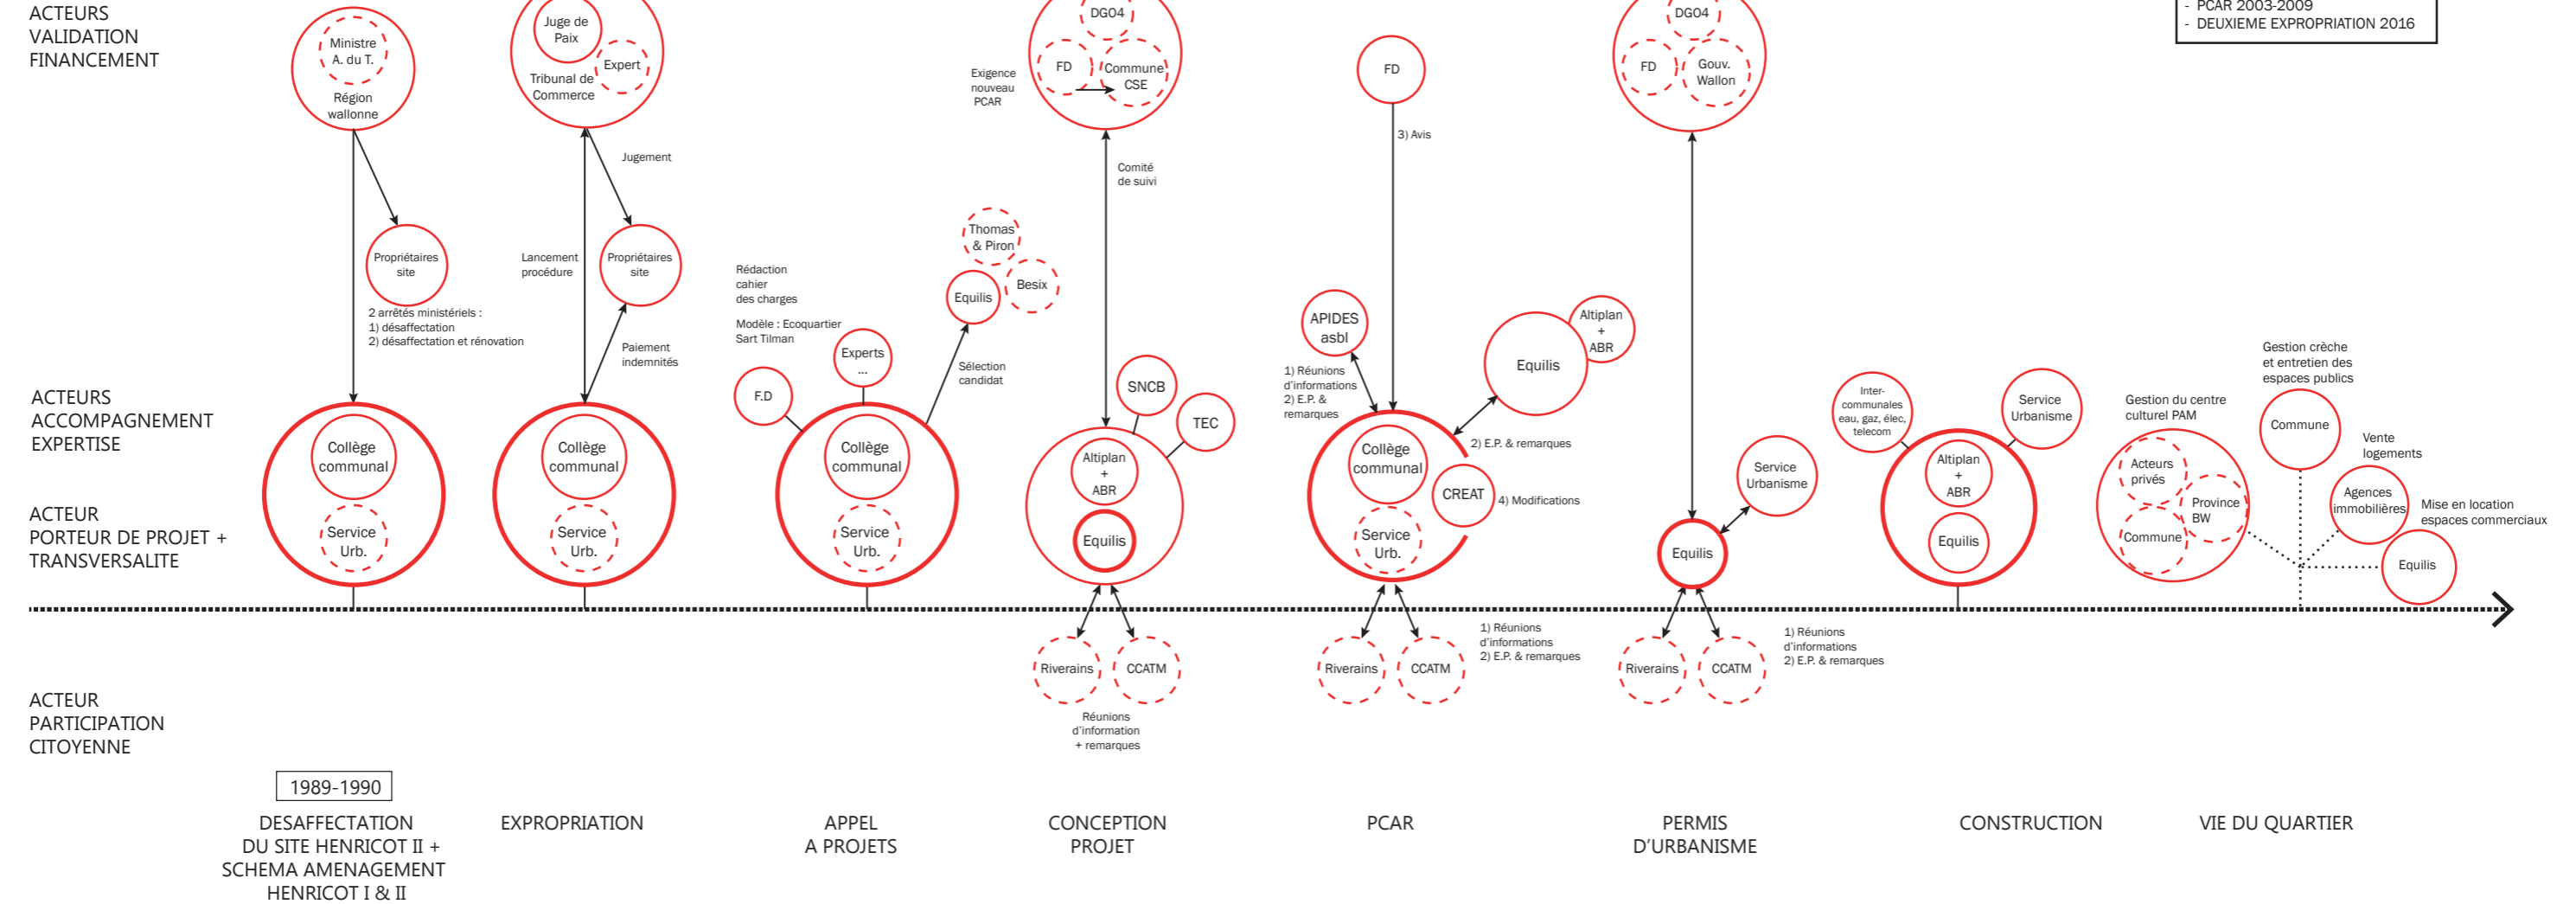 ACTEURS
VALIDATION
FINANCEMENT
Ministre
A. du T.
Région
wallonne
Juge de
Paix
Expert
Tribunal de
Commerce
Exigence
nouveau
PCAR
DG04
FD
Commune
CSE
FD
DG04
FD
Gouv.
Wallon
- PCAR 2003-2009
- DEUXIEME EXPROPRIATION 2016
Jugement
Comité
de suivi
3) Avis
Propriétaires
site
2 arrêtés ministériels :
1) désaffectation
2) désaffectation et rénovation
Lancement
procédure
Propriétaires
site
Paiement
indemnités
Rédaction
cahier
des charges
Modèle : Ecoquartier
Sart Tilman
F.D
Experts
...
Thomas
& Piron
Besix
Equilis
Sélection
candidat
SNCB
TEC
APIDES
asbl
1) Réunions
d'informations
2) E.P. &
remarques
Equilis
Altiplan
+
ABR
2) E.P. & remarques
ACTEURS
ACCOMPAGNEMENT
EXPERTISE
ACTEUR
PORTEUR DE PROJET +
TRANSVERSALITE
Collège
communal
Service
Urb.
Collège
communal
Service
Urb.
Collège
communal
Service
Urb.
Altiplan
+
ABR
Equilis
Collège
communal
CREAT
4) Modifications
Service
Urb.
Service
Urbanisme
Equilis
Inter-
communales
eau, gaz, élec,
telecom
Service
Urbanisme
Altiplan
+
ABR
Equilis
Gestion du centre
culturel PAM
Acteurs
privés
Province
BW
Commune
Gestion crèche
et entretien des
espaces publics
Commune
Vente
logements
Agences
immobilières
Mise en location
espaces commerciaux
Equilis
ACTEUR
PARTICIPATION
CITOYENNE
Riverains
CCATM
Réunions
d'information
+ remarques
Riverains
CCATM
1) Réunions
d'informations
2) E.P. & remarques
Riverains
CCATM
1) Réunions
d'informations
2) E.P. & remarques
1989-1990
DESAFFECTATION
DU SITE HENRICOT II +
SCHEMA AMENAGEMENT
HENRICOT I & II
EXPROPRIATION
APPEL
A PROJETS
CONCEPTION
PROJET
PCAR
PERMIS
D'URBANISME
CONSTRUCTION
VIE DU QUARTIER